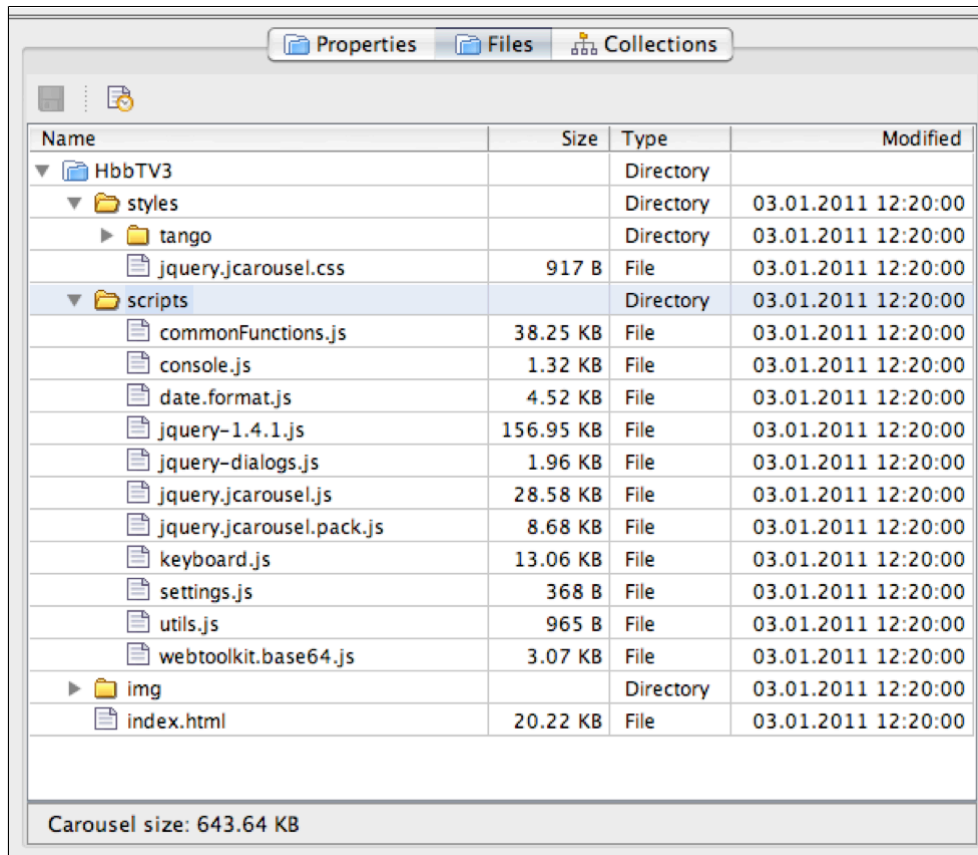 Properties Files Collections
Name Size Type Modified
HbbTV3 Directory
styles Directory 03.01.2011 12:20:00
tango Directory 03.01.2011 12:20:00
jquery.jcarousel.css 917 B File 03.01.2011 12:20:00
scripts Directory 03.01.2011 12:20:00
commonFunctions.js 38.25 KB File 03.01.2011 12:20:00
console.js 1.32 KB File 03.01.2011 12:20:00
date.format.js 4.52 KB File 03.01.2011 12:20:00
jquery-1.4.1.js 156.95 KB File 03.01.2011 12:20:00
jquery-dialogs.js 1.96 KB File 03.01.2011 12:20:00
jquery.jcarousel.js 28.58 KB File 03.01.2011 12:20:00
jquery.jcarousel.pack.js 8.68 KB File 03.01.2011 12:20:00
keyboard.js 13.06 KB File 03.01.2011 12:20:00
settings.js 368 B File 03.01.2011 12:20:00
utils.js 965 B File 03.01.2011 12:20:00
webtoolkit.base64.js 3.07 KB File 03.01.2011 12:20:00
img Directory 03.01.2011 12:20:00
index.html 20.22 KB File 03.01.2011 12:20:00
Carousel size: 643.64 KB